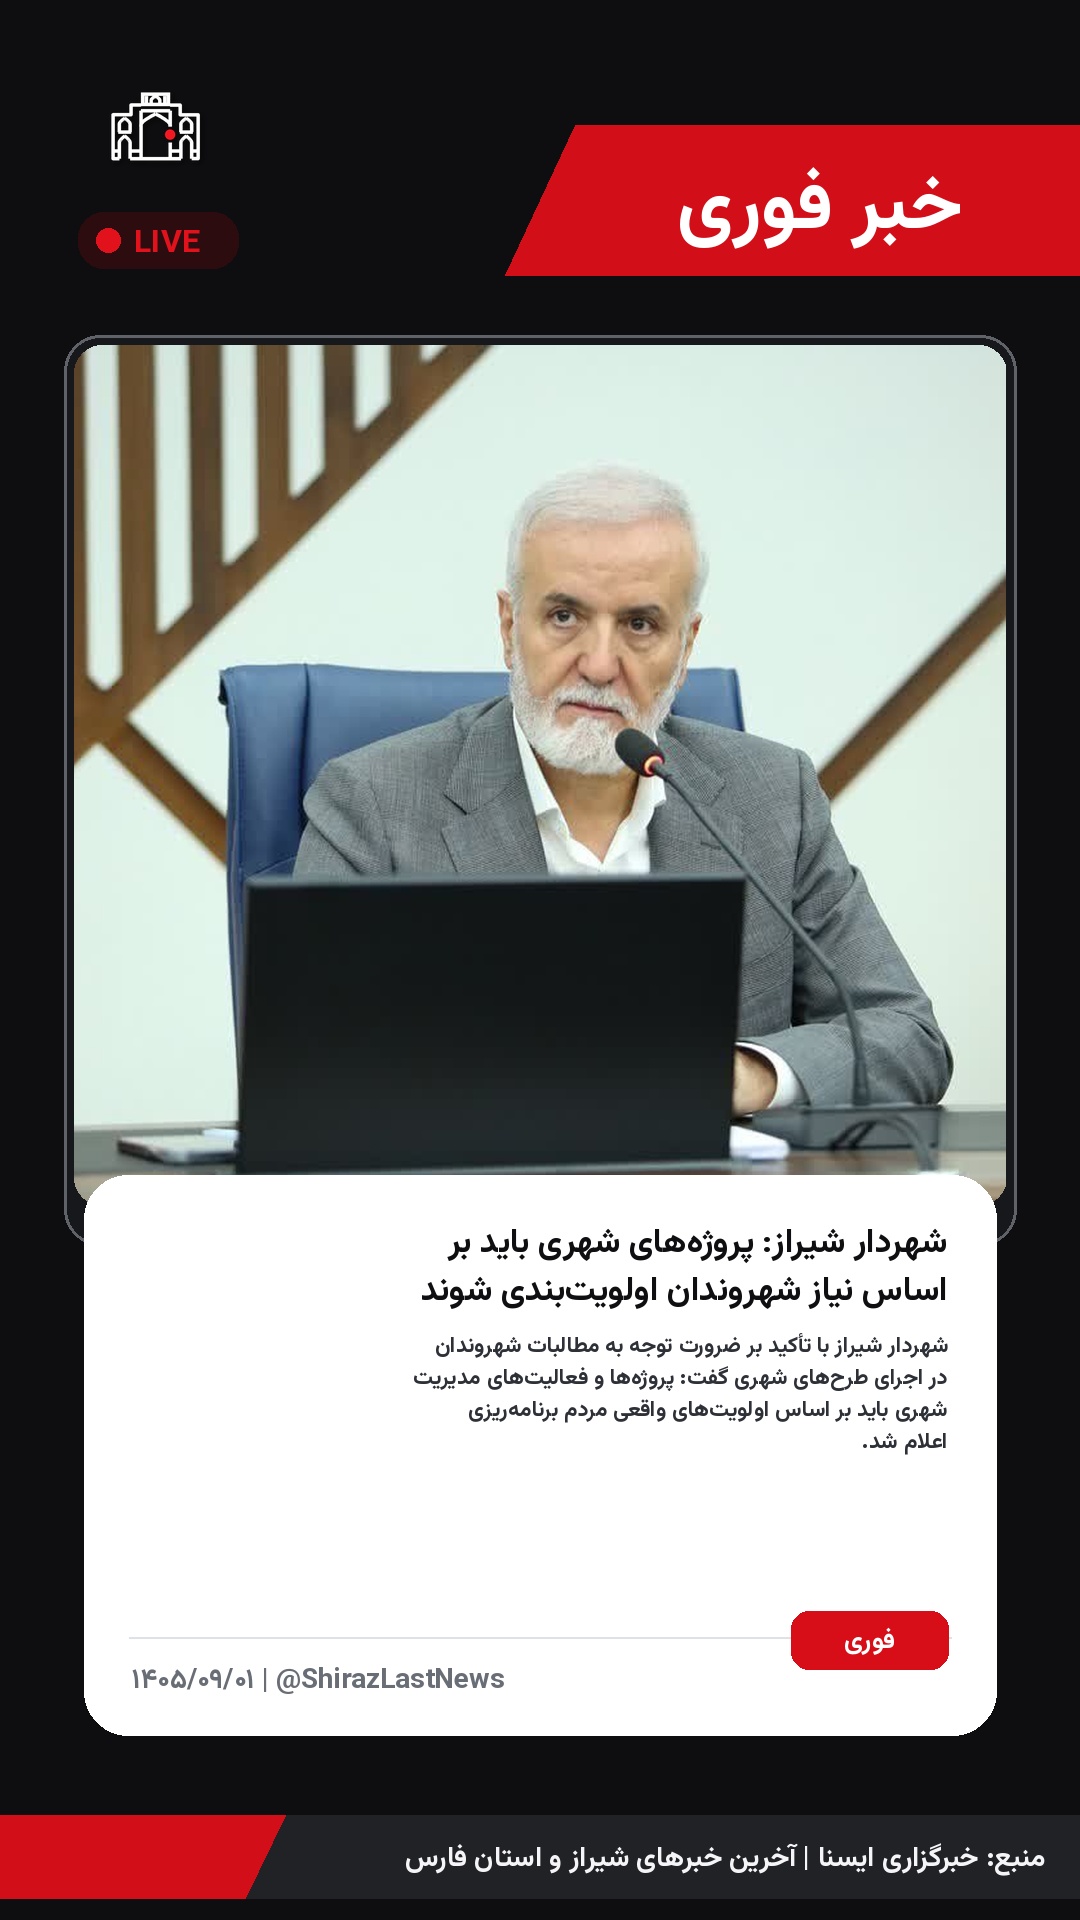 خبر فوری
LIVE
شهردار شیراز: پروژه‌های شهری باید بر
اساس نیاز شهروندان اولویت‌بندی شوند
شهردار شیراز با تأکید بر ضرورت توجه به مطالبات شهروندان
در اجرای طرح‌های شهری گفت: پروژه‌ها و فعالیت‌های مدیریت
شهری باید بر اساس اولویت‌های واقعی مردم برنامه‌ریزی
اعلام شد.
فوری
۱۴۰۵/۰۹/۰۱ | @ShirazLastNews
منبع: خبرگزاری ایسنا | آخرین خبرهای شیراز و استان فارس